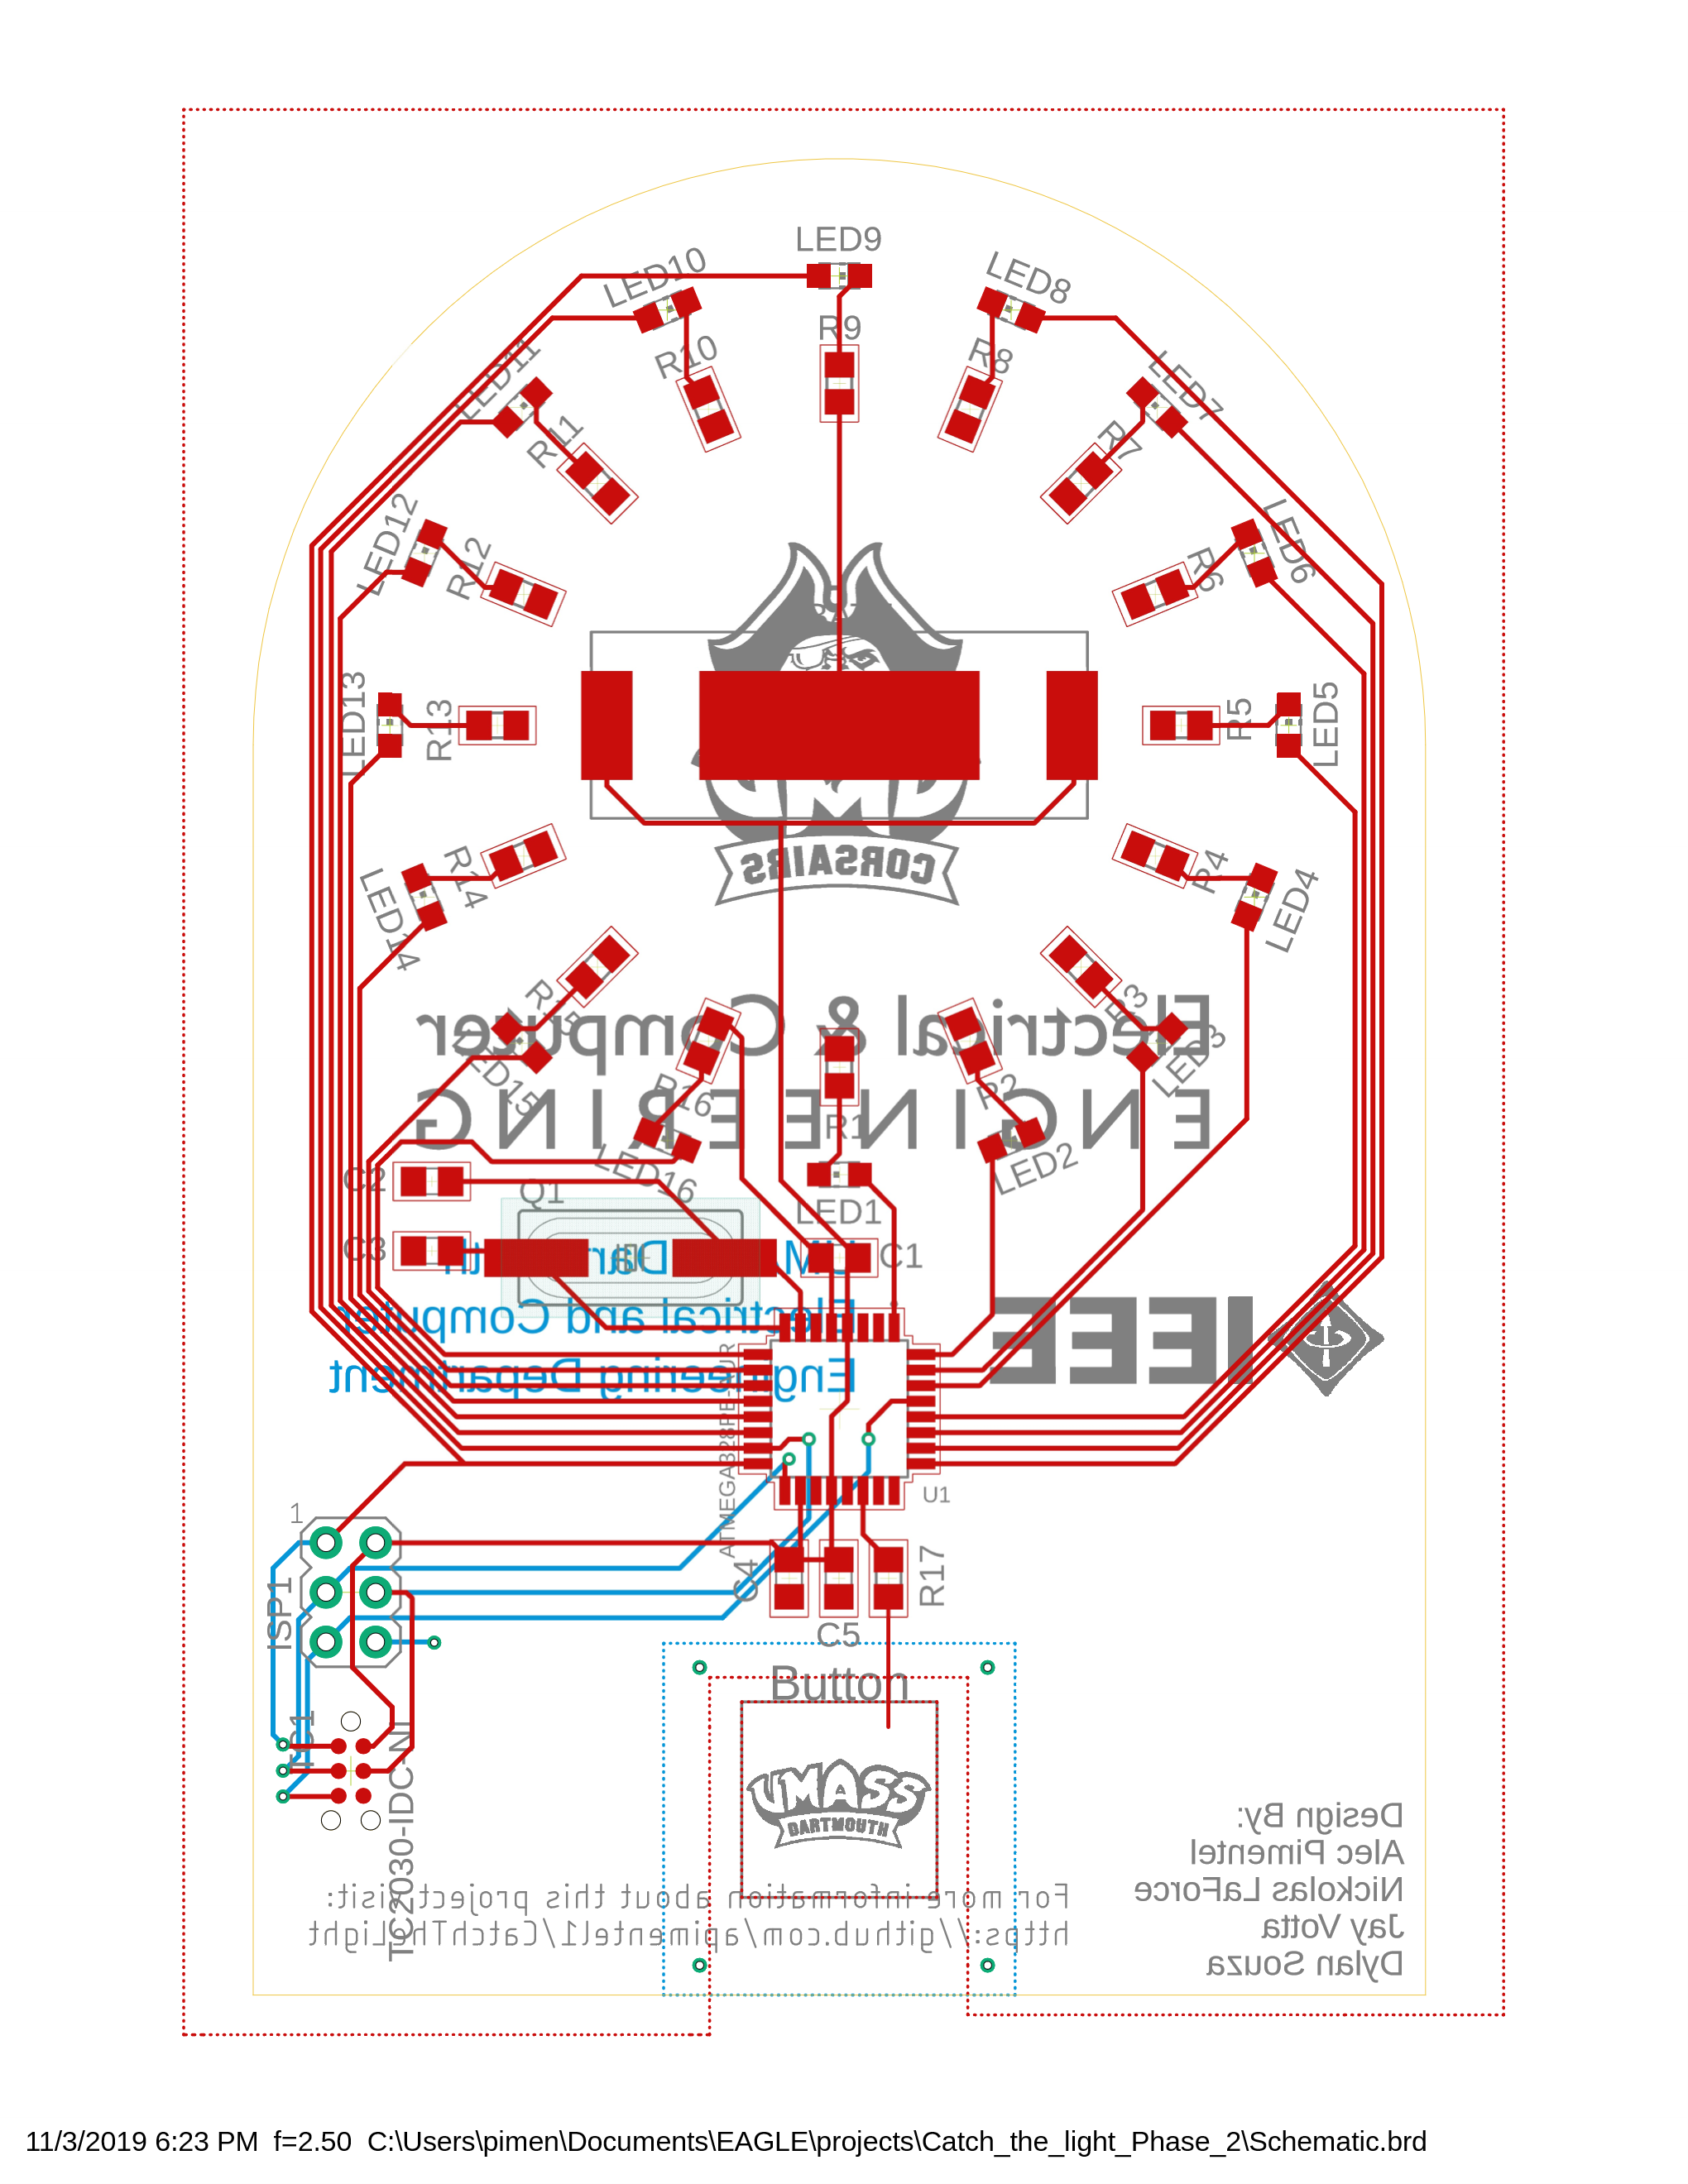 LED9
LED10
LED8
R9
R10
R8
LED11
LED7
R11
R7
LED12
LED6
R12
R6
LED13
R13
R5
LED5
CORSAIRS
LED14
R14
R4
LED4
R15
R3
Electrical & Computer
LED15
LED3
R16
R2
ENGINEERING
R1
LED16
LED2
C2
Q1
LED1
C3
C1
Electrical and Computer
Engineering Department
IEEE
U1
1
ISP1
C4
R17
C5
Button
TC2030-IDC-NL
UMASS
DARTMOUTH
Design By:
Alec Pimentel
Nickolas LaForce
Jay Votta
Dylan Souza
For more information about this project visit:
https://github.com/apimentel1/CatchTheLight
11/3/2019 6:23 PM f=2.50 C:\Users\pimen\Documents\EAGLE\projects\Catch_the_light_Phase_2\Schematic.brd